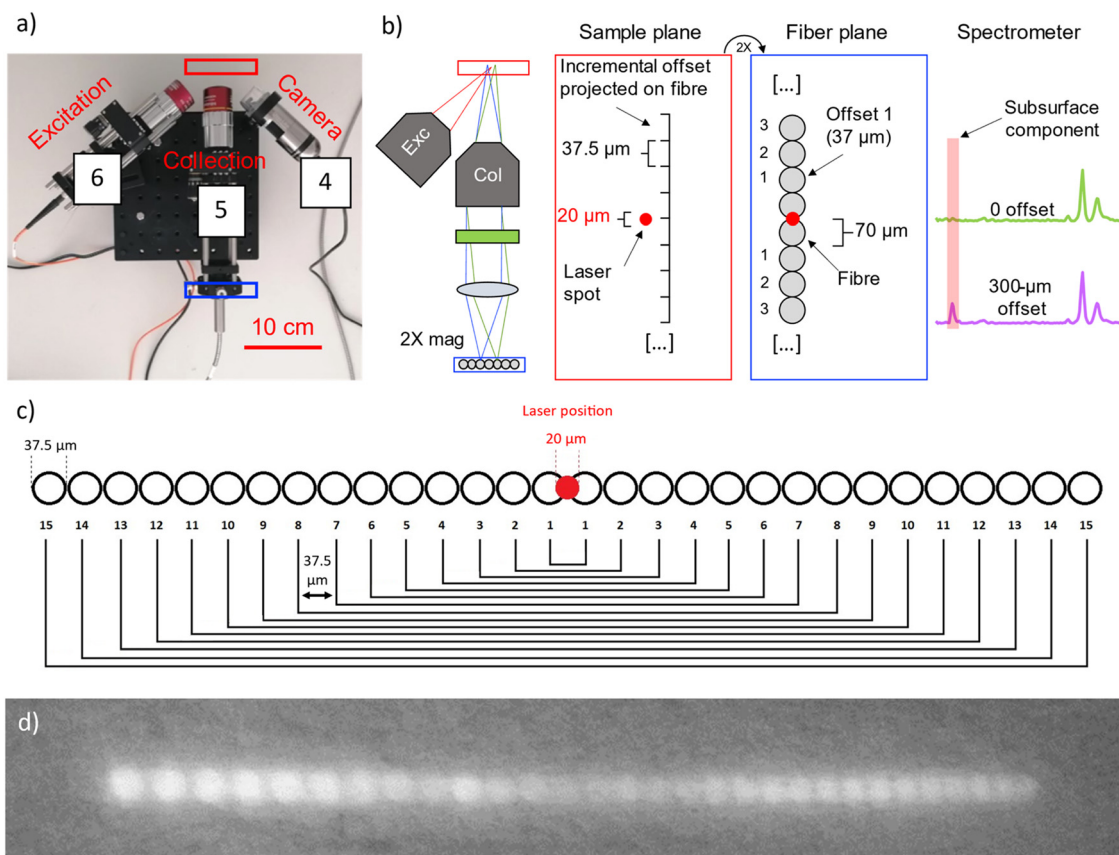 a)
Excitation
Camera
Collection
6
5
4
10 cm
b)
Exc
Col
2X mag
Sample plane
2X
Fiber plane
Spectrometer
Incremental offset
projected on fibre
37.5 µm
20 µm
Laser
spot
[...]
[...]
3
2
1
Offset 1
(37 µm)
70 µm
Fibre
1
2
3
[...]
Subsurface
component
0 offset
300-µm
offset
c)
Laser position
37.5 µm
20 µm
15 14 13 12 11 10 9 8 7 6 5 4 3 2 1 1 2 3 4 5 6 7 8 9 10 11 12 13 14 15
37.5
µm
d)